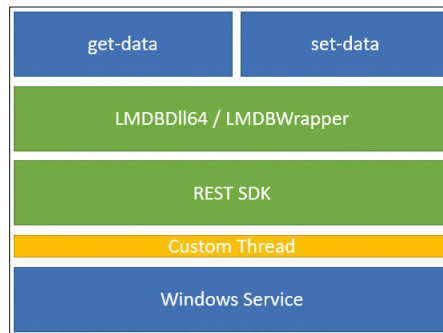 get-data
set-data
LMDBDll64 / LMDBWrapper
REST SDK
Custom Thread
Windows Service